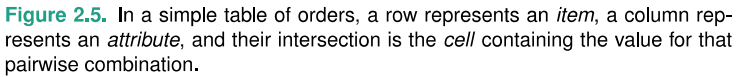 Figure 2.5. In a simple table of orders, a row represents an item, a column rep-
resents an attribute, and their intersection is the cell containing the value for that
pairwise combination.